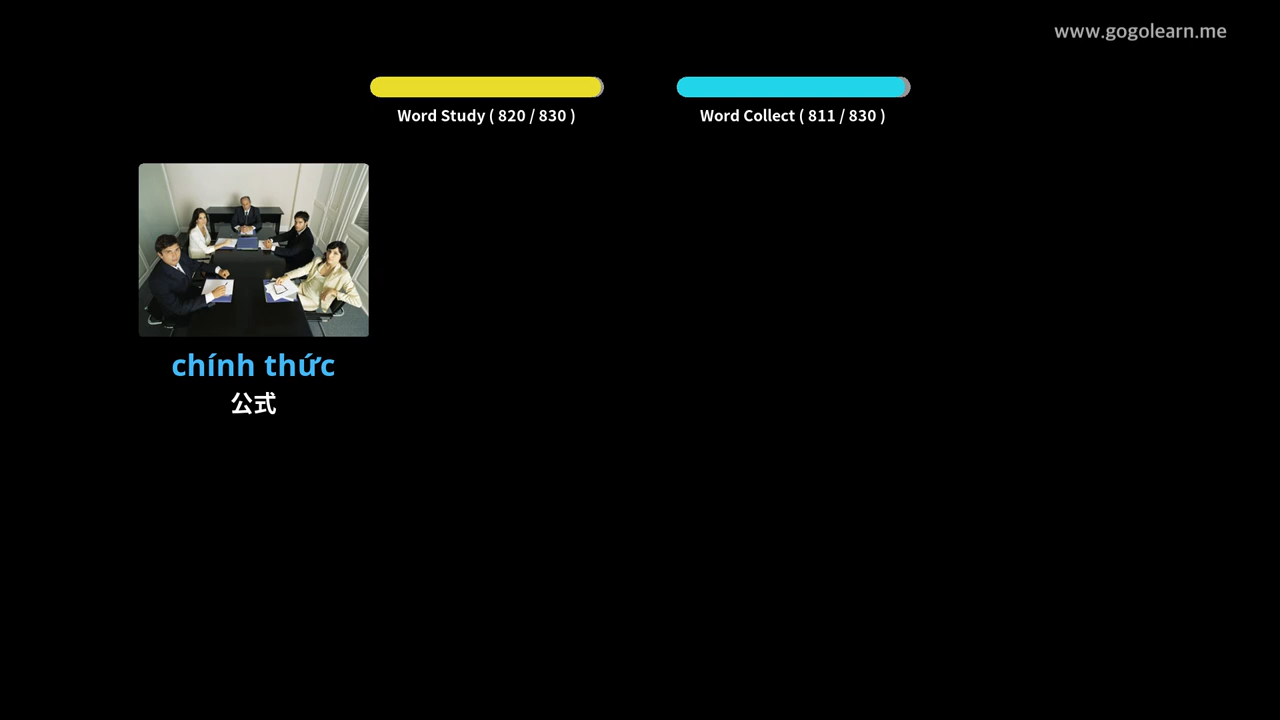 www.gogolearn.me
Word Study ( 820 / 830 )
Word Collect ( 811 / 830 )
chính thức
公式